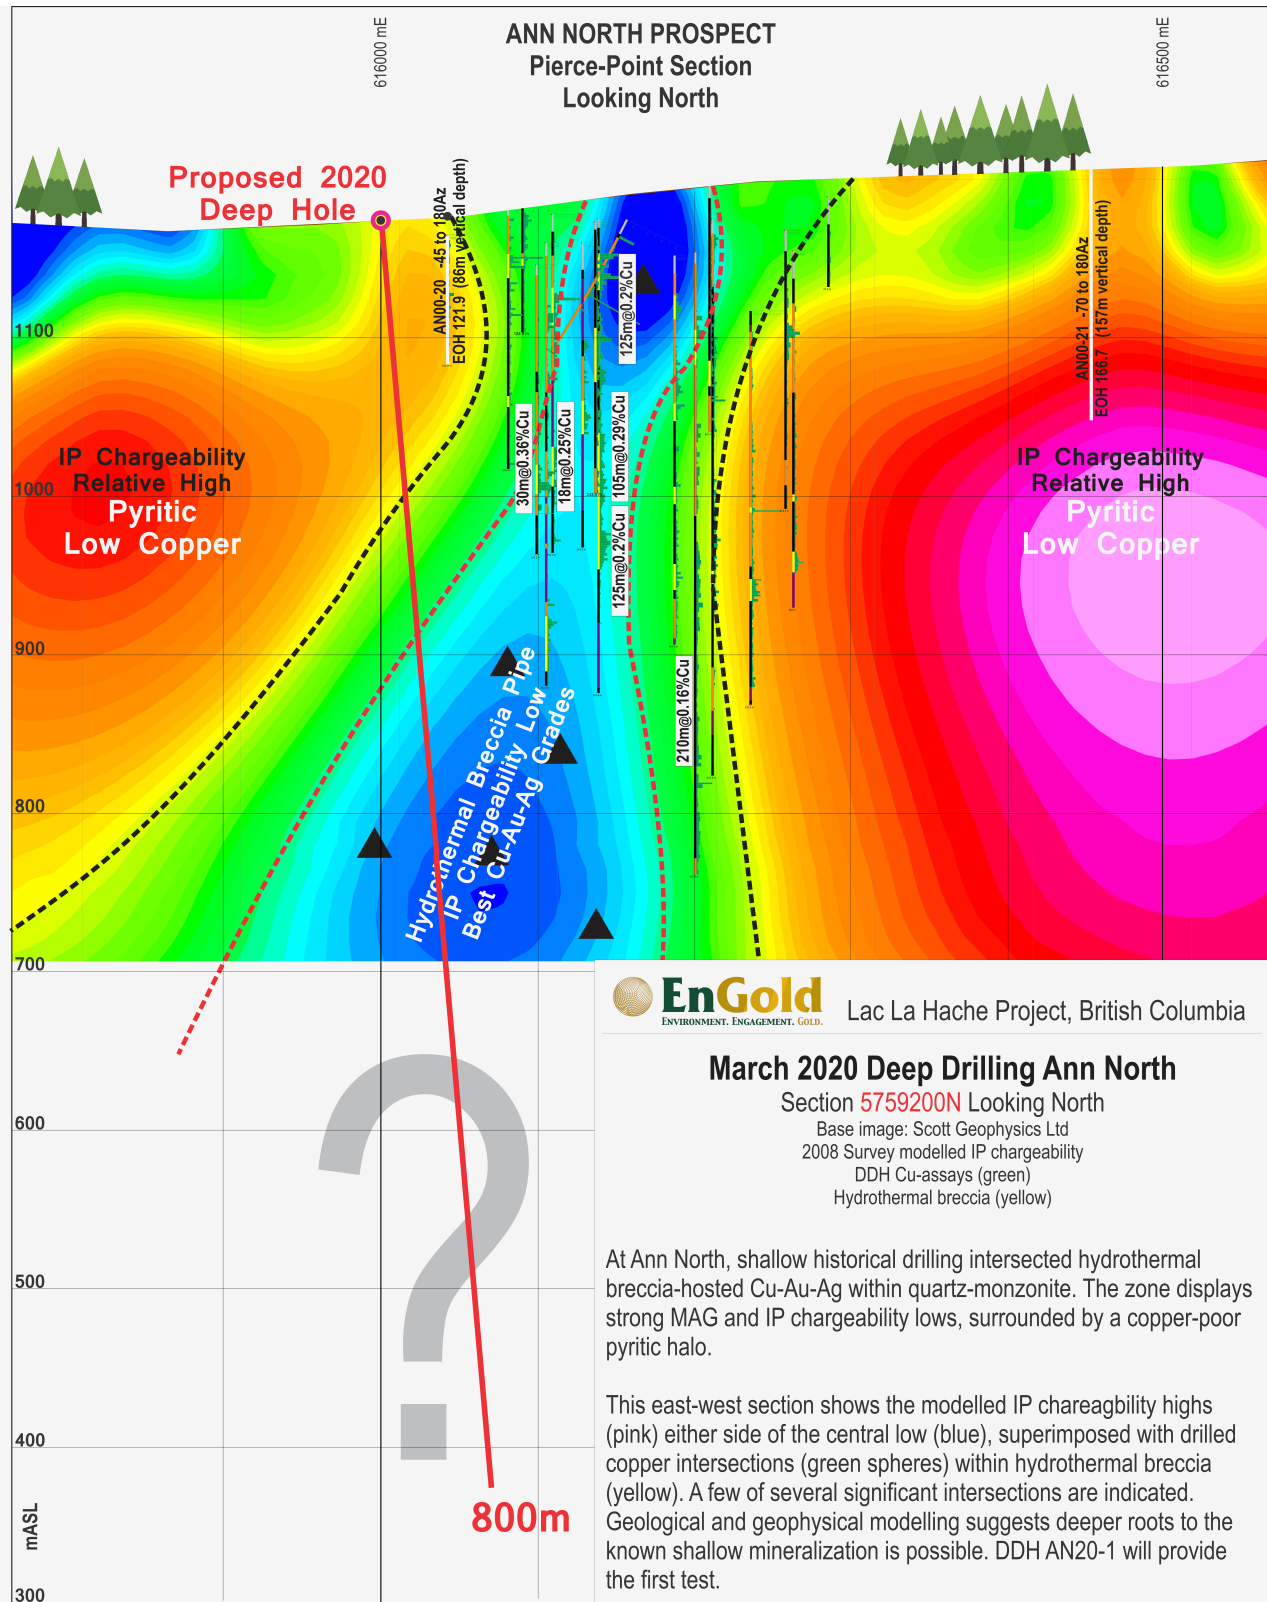 616000 mE
ANN NORTH PROSPECT
Pierce-Point Section
Looking North
616500 mE
Proposed 2020
Deep Hole
AN00-20 -45 to 180Az
EOH 121.9 (86m vertical depth)
AN00-21 -70 to 180Az
EOH 166.7 (157m vertical depth)
125m@0.2%Cu
30m@0.36%Cu
18m@0.25%Cu
105m@0.29%Cu
125m@0.2%Cu
210m@0.16%Cu
IP Chargeability
Relative High
Pyritic
Low Copper
IP Chargeability
Relative High
Pyritic
Low Copper
Hydrothermal Breccia Pipe
IP Chargeability Low
Best Cu-Au-Ag Grades
1100
1000
900
800
700
600
500
400
300
mASL
?
800m
EnGold
ENVIRONMENT. ENGAGEMENT. GOLD.
Lac La Hache Project, British Columbia
March 2020 Deep Drilling Ann North
Section 5759200N Looking North
Base image: Scott Geophysics Ltd
2008 Survey modelled IP chargeability
DDH Cu-assays (green)
Hydrothermal breccia (yellow)
At Ann North, shallow historical drilling intersected hydrothermal
breccia-hosted Cu-Au-Ag within quartz-monzonite. The zone displays
strong MAG and IP chargeability lows, surrounded by a copper-poor
pyritic halo.
This east-west section shows the modelled IP chareagbility highs
(pink) either side of the central low (blue), superimposed with drilled
copper intersections (green spheres) within hydrothermal breccia
(yellow). A few of several significant intersections are indicated.
Geological and geophysical modelling suggests deeper roots to the
known shallow mineralization is possible. DDH AN20-1 will provide
the first test.